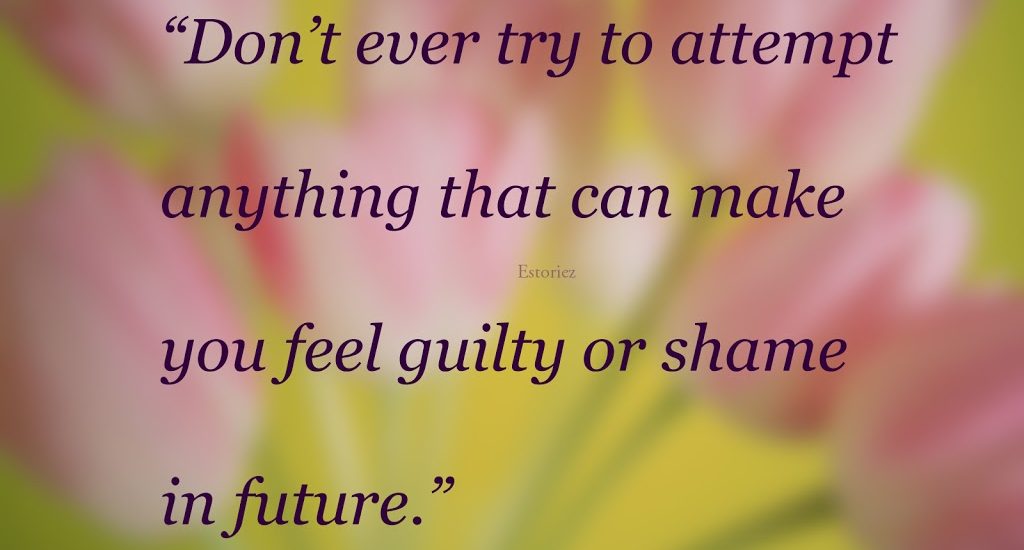 “Don’t ever try to attempt
anything that can make
Estoriez
you feel guilty or shame
in future.”